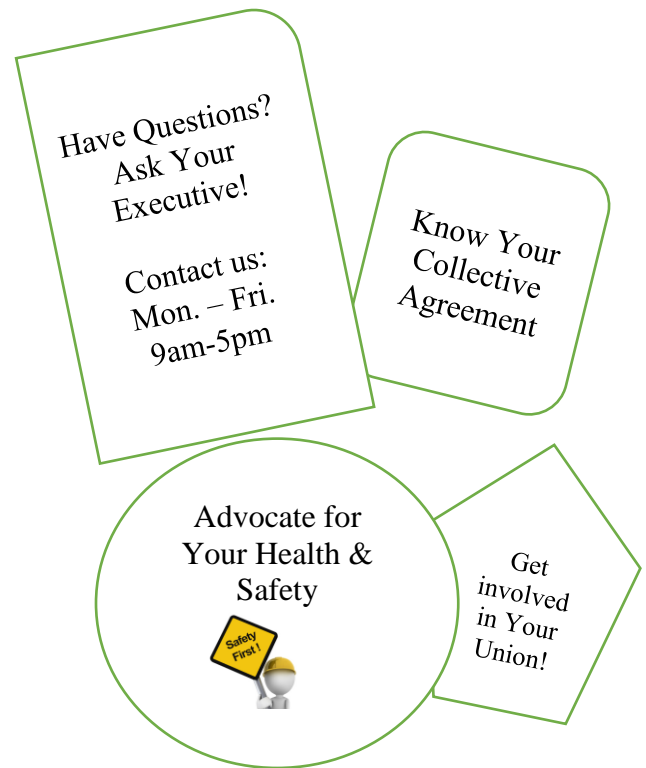 Have Questions?
Ask Your
Executive!
Contact us:
Mon. – Fri.
9am-5pm
Know Your
Collective
Agreement
Advocate for
Your Health &
Safety
Safety
First !
Get
involved
in Your
Union!